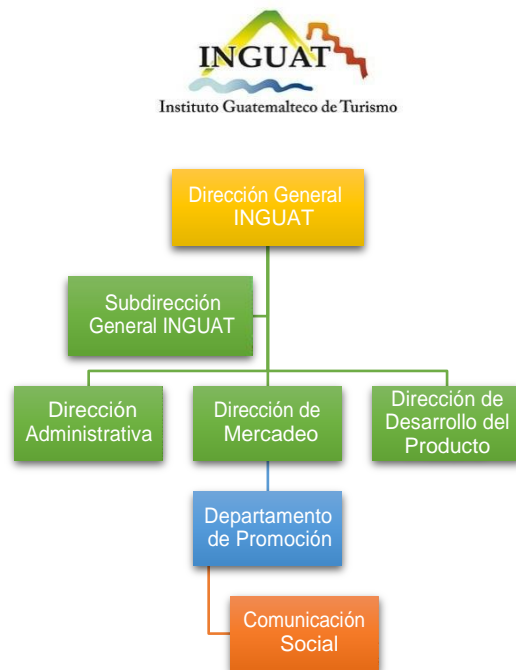 INGUAT
Instituto Guatemalteco de Turismo
Dirección General
INGUAT
Subdirección
General INGUAT
Dirección
Administrativa
Dirección de
Mercadeo
Dirección de
Desarrollo del
Producto
Departamento
de Promoción
Comunicación
Social